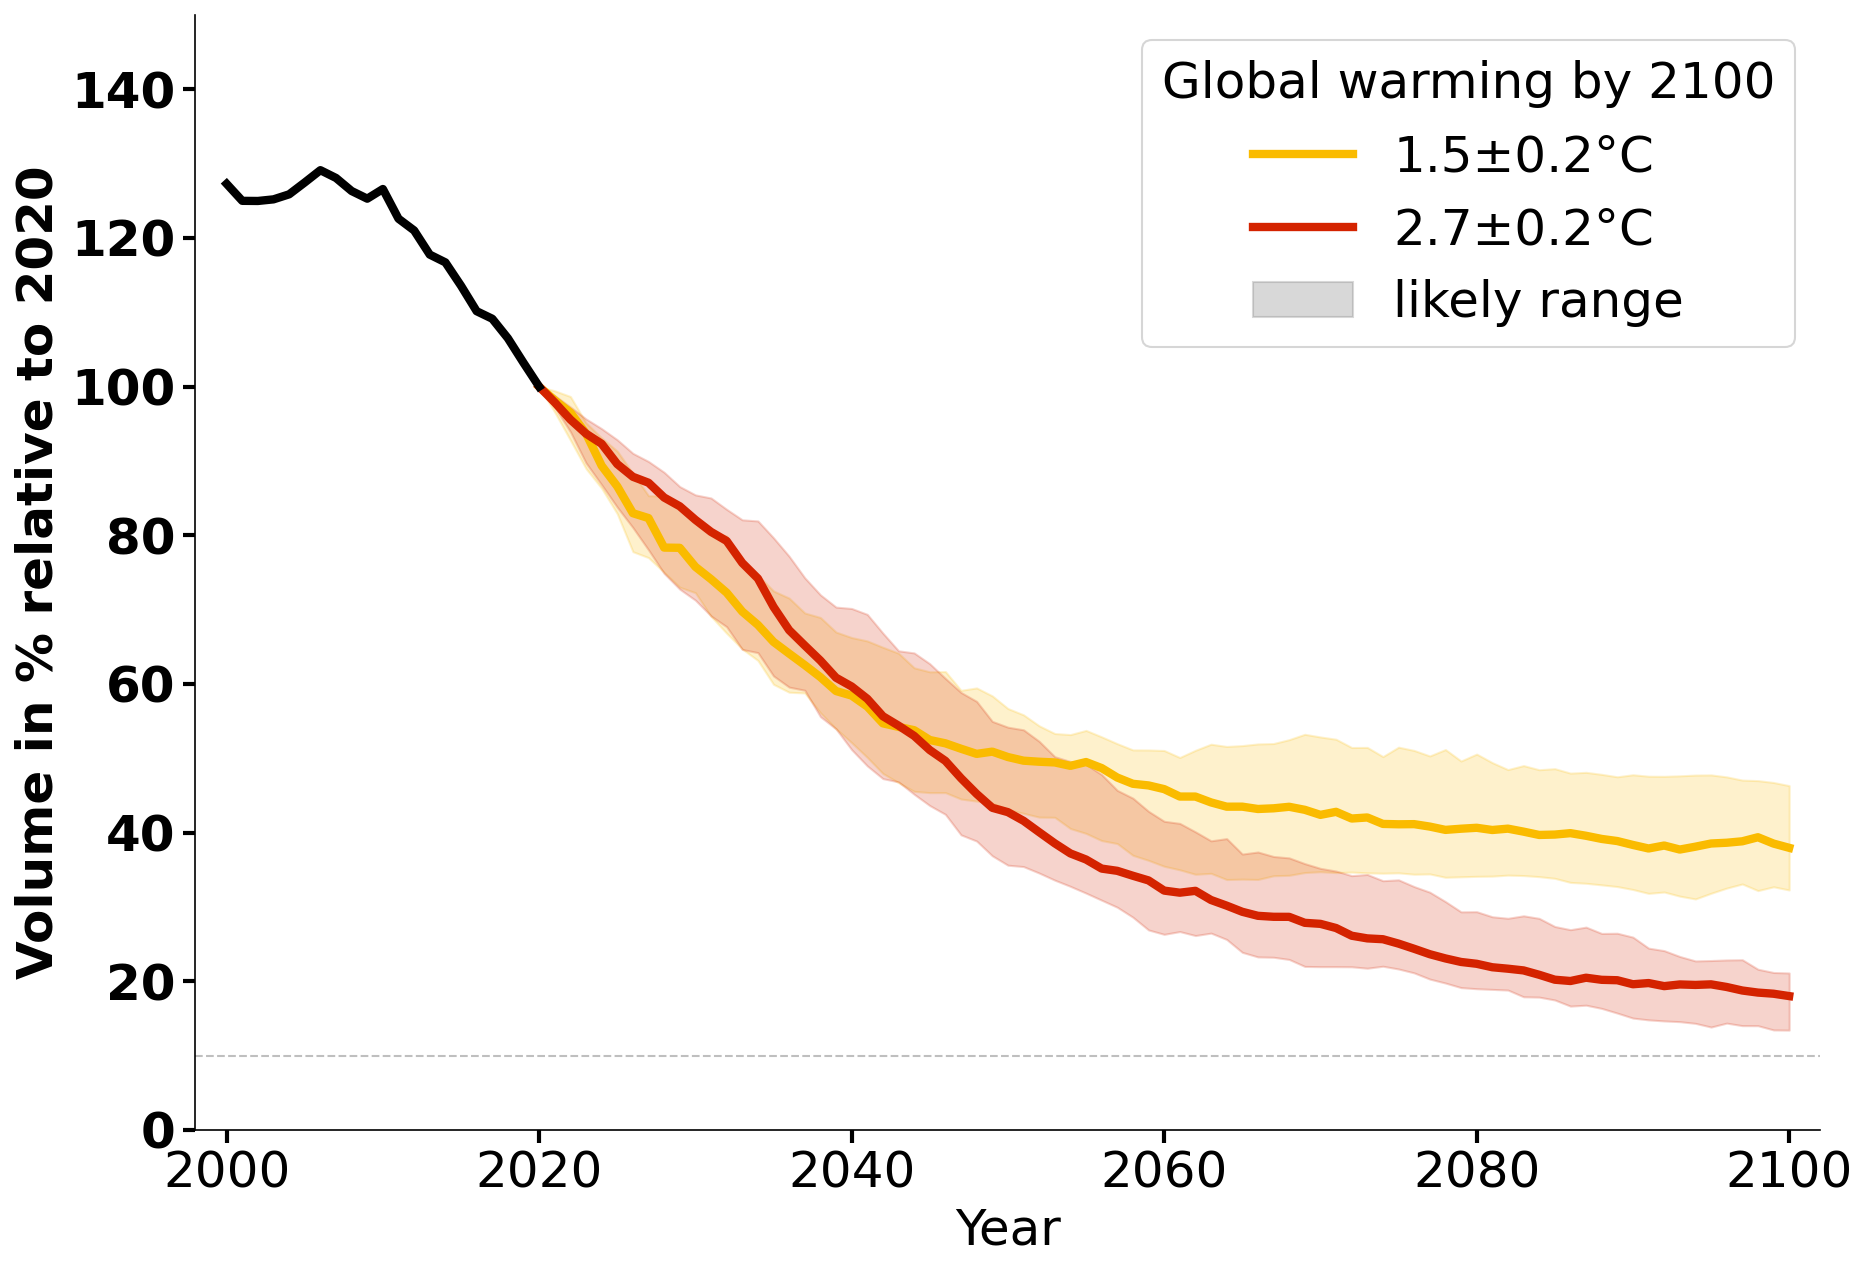 Volume in % relative to 2020
140
120
100
80
60
40
20
0
Global warming by 2100
1.5±0.2°C
2.7±0.2°C
likely range
2000 2020 2040 2060 2080 2100
Year